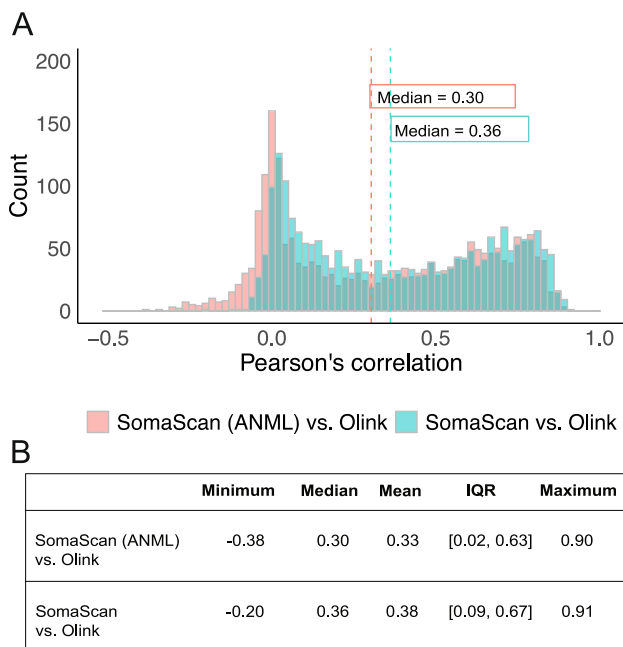 A
200
150
100
50
0
Count
Median = 0.30
Median = 0.36
−0.5 0.0 0.5 1.0
Pearson's correlation
SomaScan (ANML) vs. Olink SomaScan vs. Olink
B
Minimum Median Mean IQR Maximum
SomaScan (ANML) -0.38 0.30 0.33 [0.02, 0.63] 0.90
vs. Olink
SomaScan -0.20 0.36 0.38 [0.09, 0.67] 0.91
vs. Olink